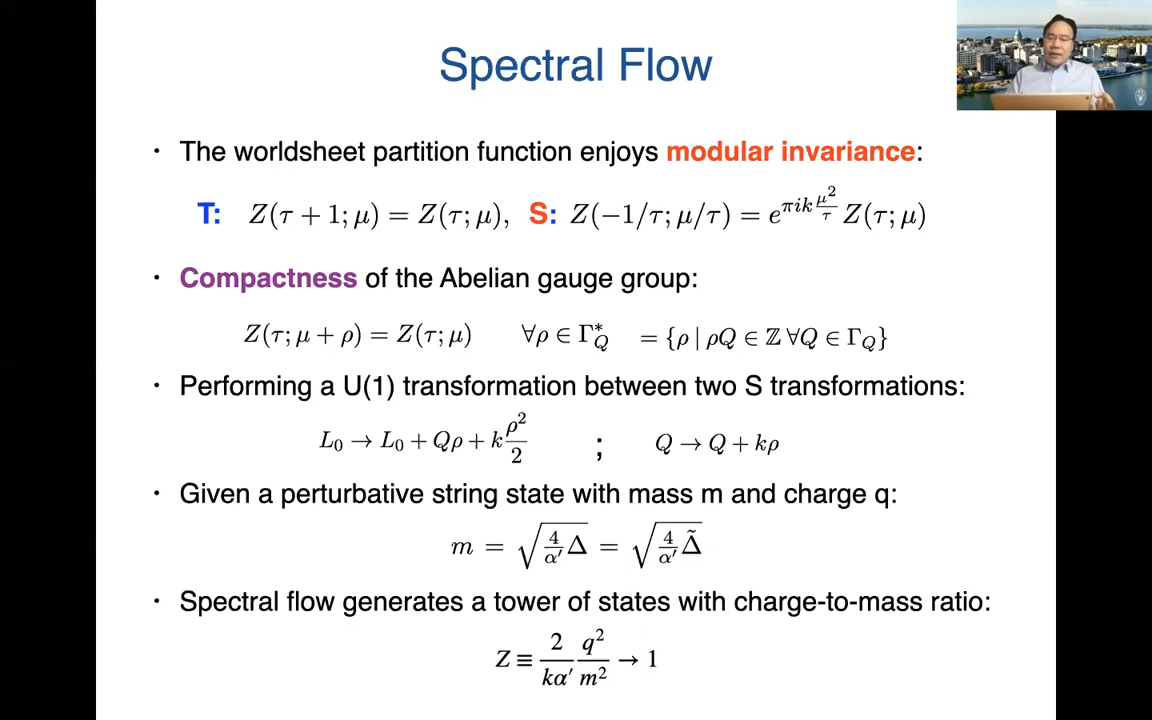 Spectral Flow
· The worldsheet partition function enjoys modular invariance:
T: Z(τ + 1; μ) = Z(τ; μ), S: Z(−1/τ; μ/τ) = e^{πik μ²/τ} Z(τ; μ)
· Compactness of the Abelian gauge group:
Z(τ; μ + ρ) = Z(τ; μ) ∀ρ ∈ Γ*_Q = {ρ | ρQ ∈ ℤ ∀Q ∈ Γ_Q}
· Performing a U(1) transformation between two S transformations:
L₀ → L₀ + Qρ + k ρ²/2 ; Q → Q + kρ
· Given a perturbative string state with mass m and charge q:
m = √(4/α′ Δ) = √(4/α′ Δ̃)
· Spectral flow generates a tower of states with charge-to-mass ratio:
Z ≡ 2/kα′ q²/m² → 1